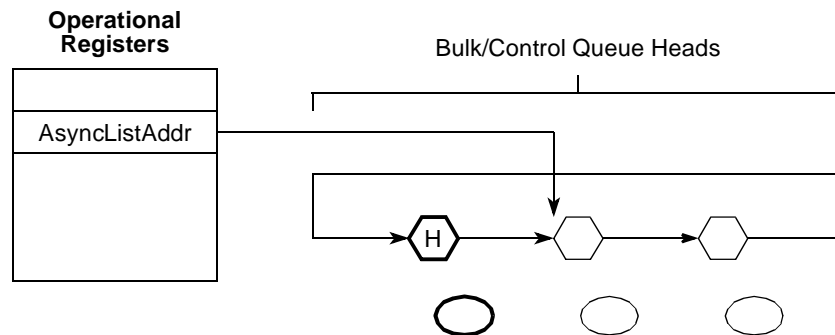 Operational
Registers
Bulk/Control Queue Heads
AsyncListAddr
H